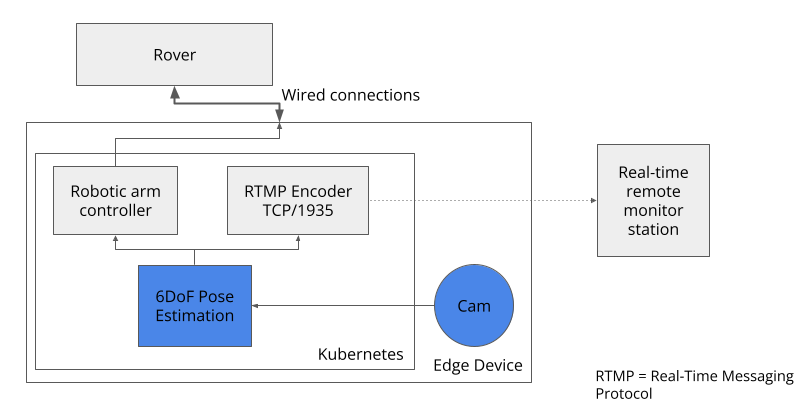 Rover
Wired connections
Robotic arm
controller
RTMP Encoder
TCP/1935
Real-time
remote
monitor
station
6DoF Pose
Estimation
Cam
Kubernetes
Edge Device
RTMP = Real-Time Messaging
Protocol